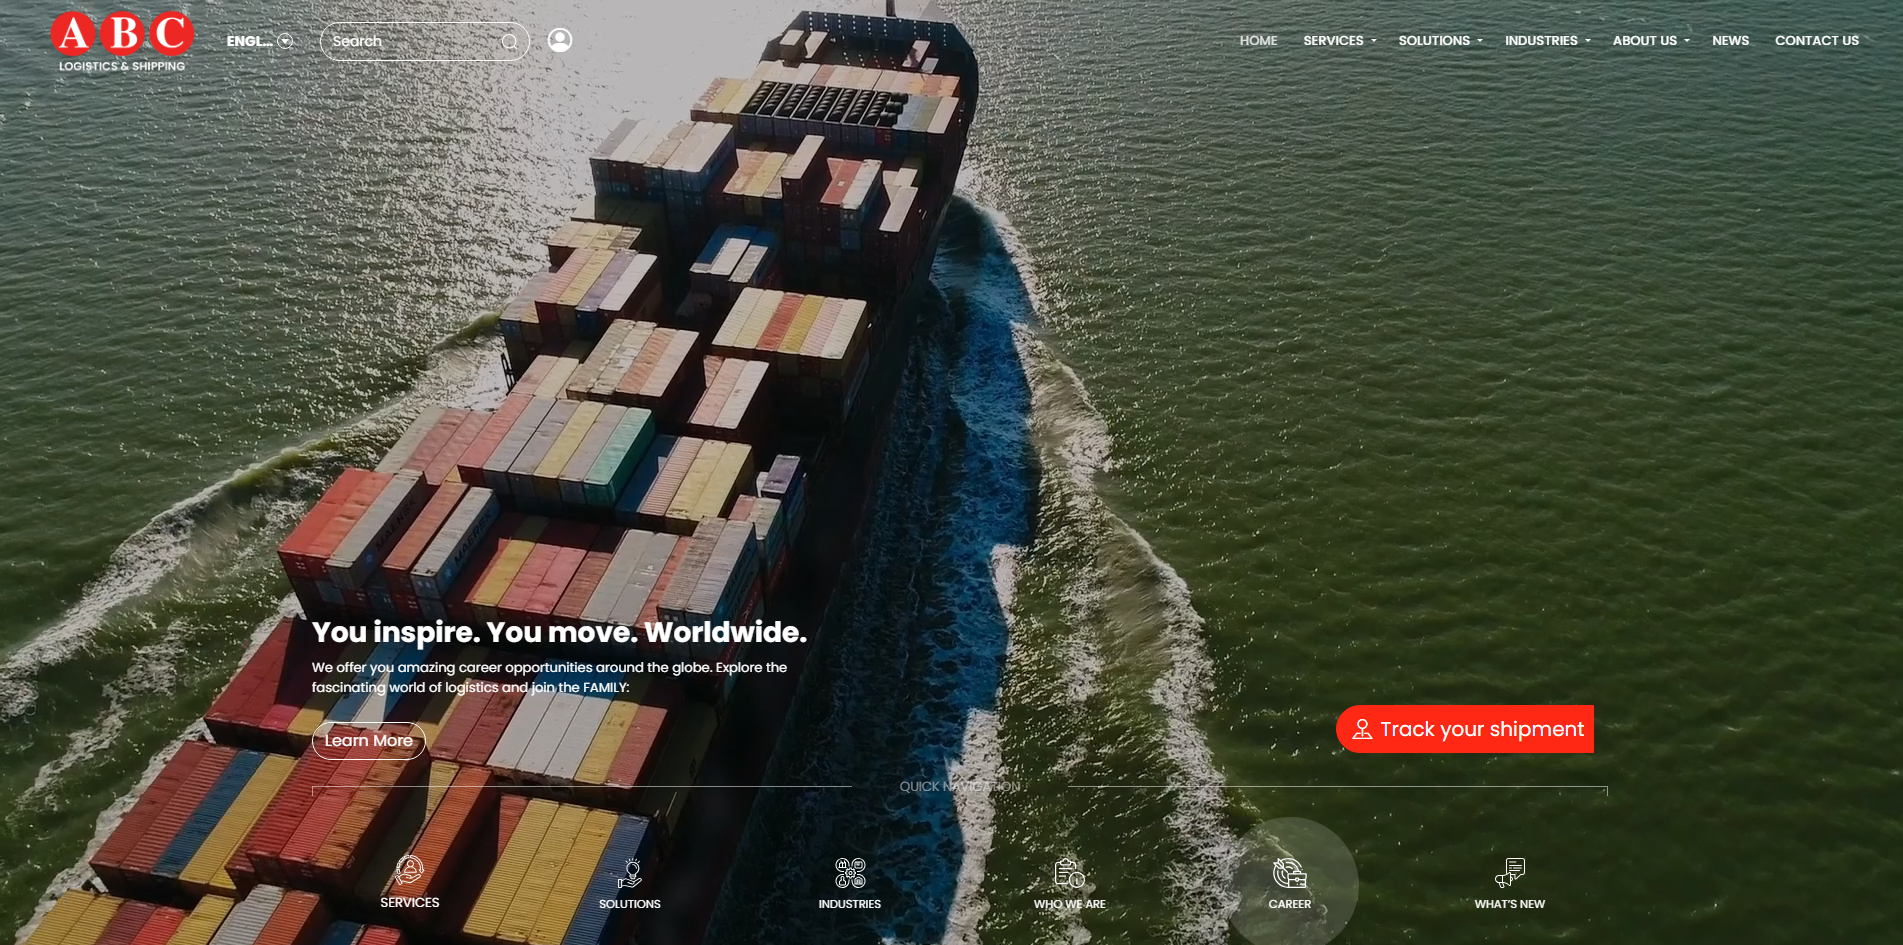 A B C
LOGISTICS & SHIPPING
ENGL...
Search
HOME
SERVICES
SOLUTIONS
INDUSTRIES
ABOUT US
NEWS
CONTACT US
MAERSK
MAERSK
You inspire. You move. Worldwide.
We offer you amazing career opportunities around the globe. Explore the
fascinating world of logistics and join the FAMILY:
Learn More
Track your shipment
QUICK NAVIGATION
SERVICES
SOLUTIONS
INDUSTRIES
WHO WE ARE
CAREER
WHAT'S NEW